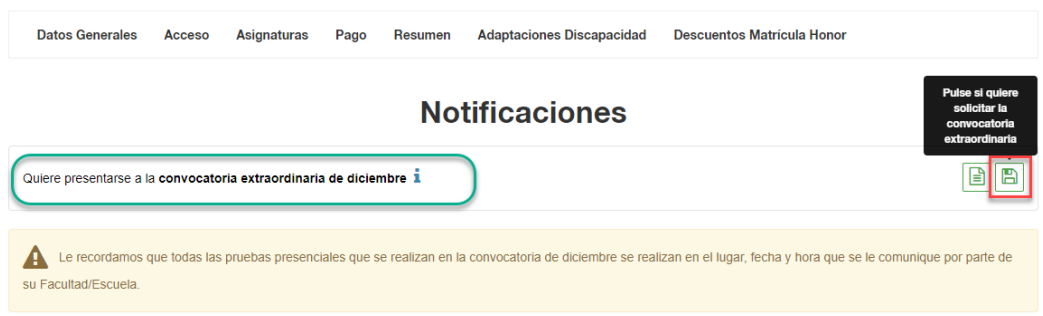 Datos Generales Acceso Asignaturas Pago Resumen Adaptaciones Discapacidad Descuentos Matrícula Honor
Notificaciones
Pulse si quiere
solicitar la
convocatoria
extraordinaria
Quiere presentarse a la convocatoria extraordinaria de diciembre i
Le recordamos que todas las pruebas presenciales que se realizan en la convocatoria de diciembre se realizan en el lugar, fecha y hora que se le comunique por parte de
su Facultad/Escuela.